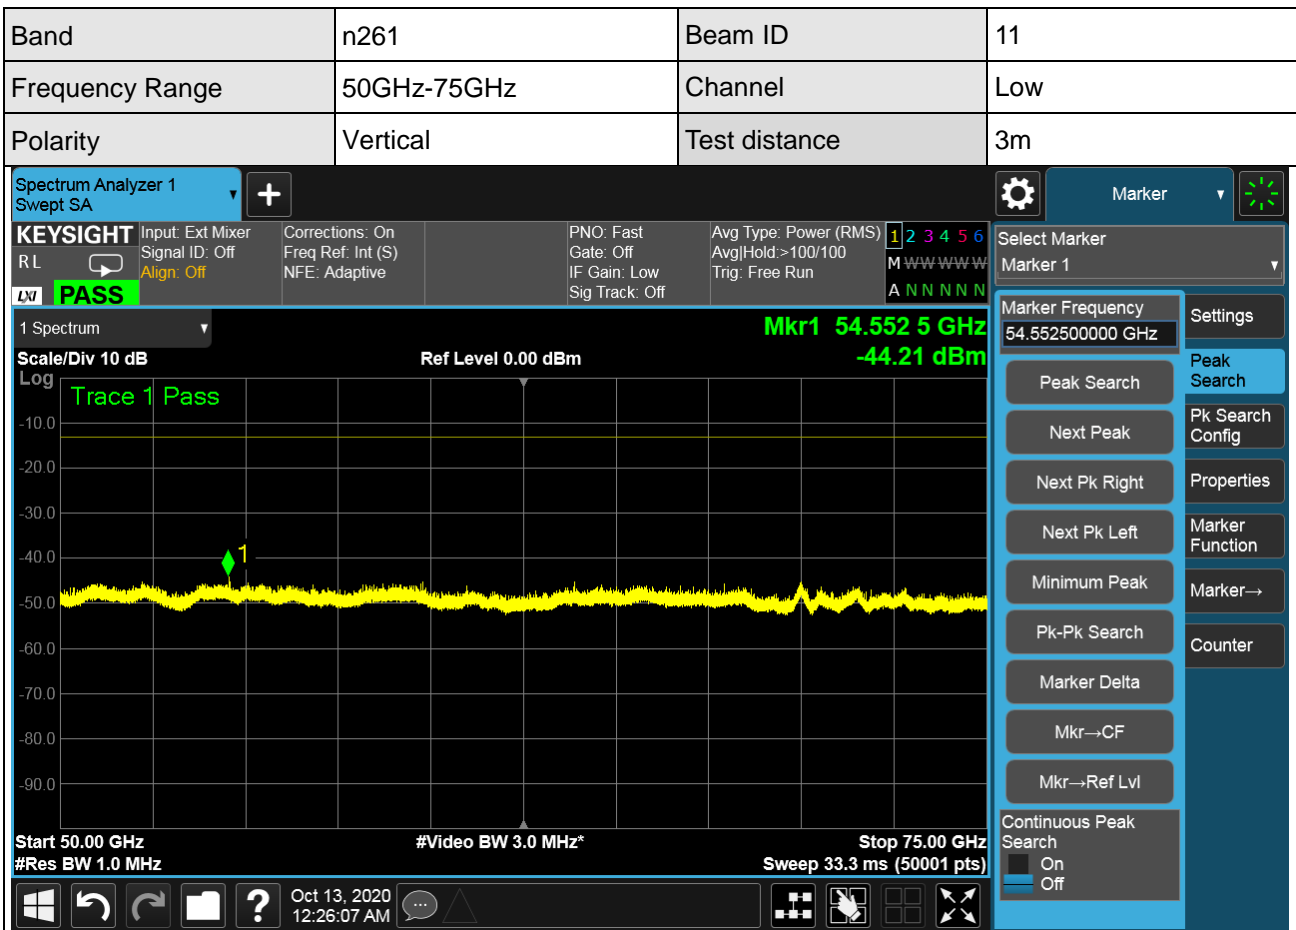 Band n261 Beam ID 11
Frequency Range 50GHz-75GHz Channel Low
Polarity Vertical Test distance 3m
Spectrum Analyzer 1
Swept SA
Marker
KEYSIGHT
RL
LXI
PASS
Input: Ext Mixer
Signal ID: Off
Align: Off
Corrections: On
Freq Ref: Int (S)
NFE: Adaptive
PNO: Fast
Gate: Off
IF Gain: Low
Sig Track: Off
Avg Type: Power (RMS)
Avg|Hold:>100/100
Trig: Free Run
1 2 3 4 5 6
M W W W W W
A N N N N N
Select Marker
Marker 1
1 Spectrum
Mkr1 54.552 5 GHz
-44.21 dBm
Scale/Div 10 dB
Ref Level 0.00 dBm
Log
Trace 1 Pass
-10.0
-20.0
-30.0
-40.0
1
-50.0
-60.0
-70.0
-80.0
-90.0
Start 50.00 GHz
#Video BW 3.0 MHz*
Stop 75.00 GHz
#Res BW 1.0 MHz
Sweep 33.3 ms (50001 pts)
Marker Frequency
54.552500000 GHz
Peak Search
Next Peak
Next Pk Right
Next Pk Left
Minimum Peak
Pk-Pk Search
Marker Delta
Mkr→CF
Mkr→Ref Lvl
Continuous Peak
Search
On
Off
Settings
Peak
Search
Pk Search
Config
Properties
Marker
Function
Marker→
Counter
?
Oct 13, 2020
12:26:07 AM